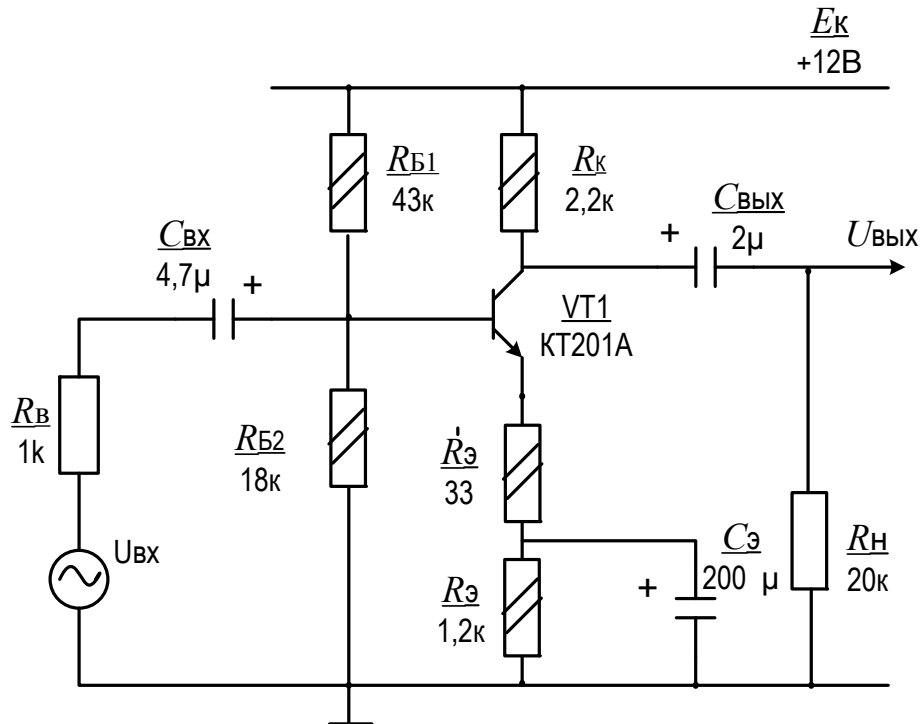 Eк
+12В
RБ1
43к
Rк
2,2к
Cвых
2μ
Uвых
Cвх
4,7μ
+
+
VT1
КТ201А
Rв
1k
RБ2
18к
R'э
33
Uвх
Cэ
200 μ
Rн
20к
Rэ
1,2к
+